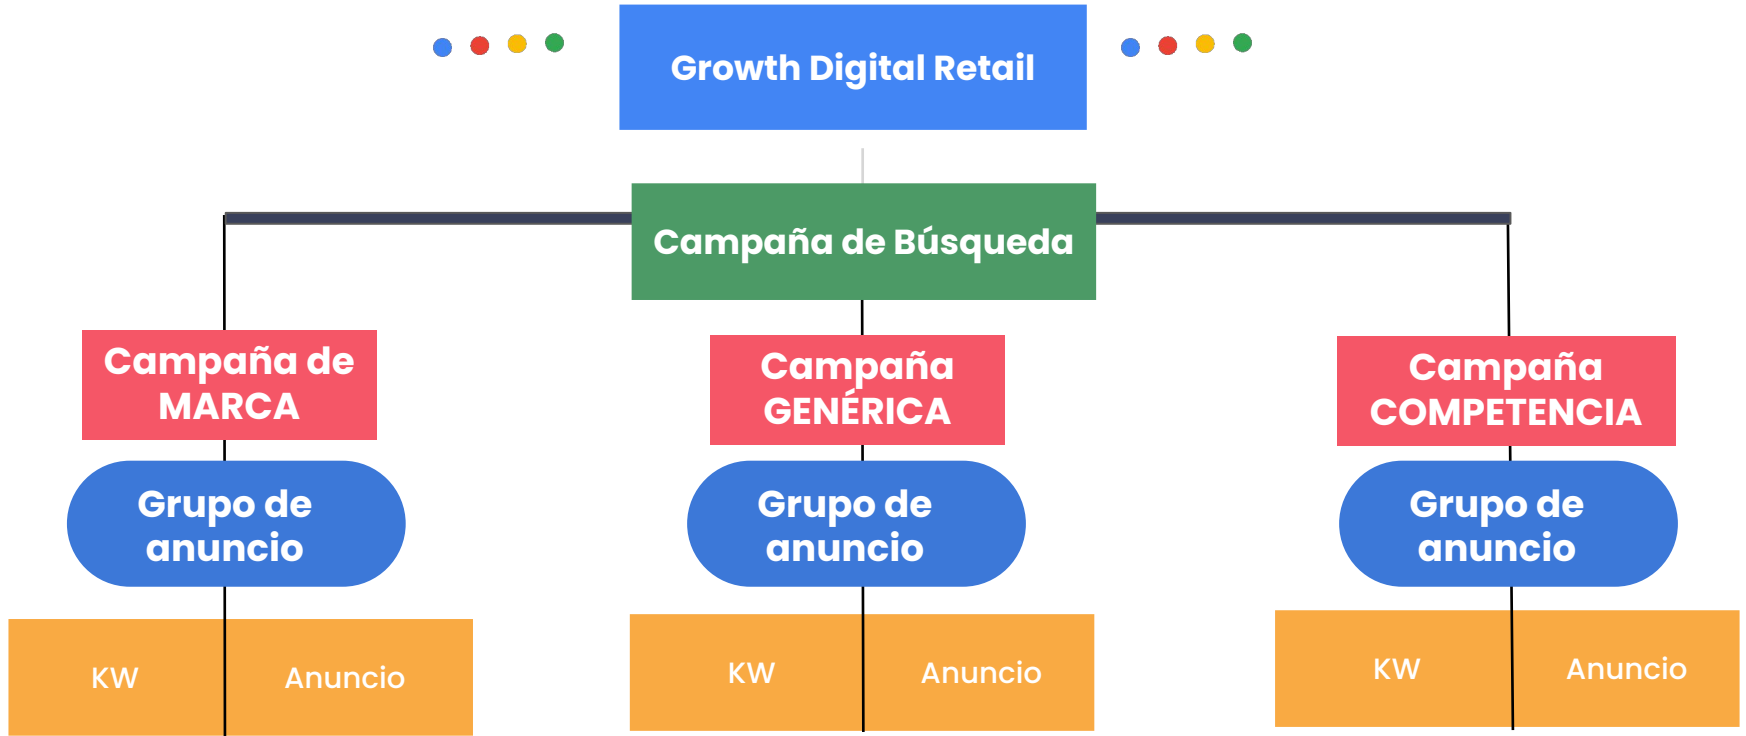 Growth Digital Retail
Campaña de Búsqueda
Campaña de
MARCA
Campaña
GENÉRICA
Campaña
COMPETENCIA
Grupo de
anuncio
Grupo de
anuncio
Grupo de
anuncio
KW
Anuncio
KW
Anuncio
KW
Anuncio